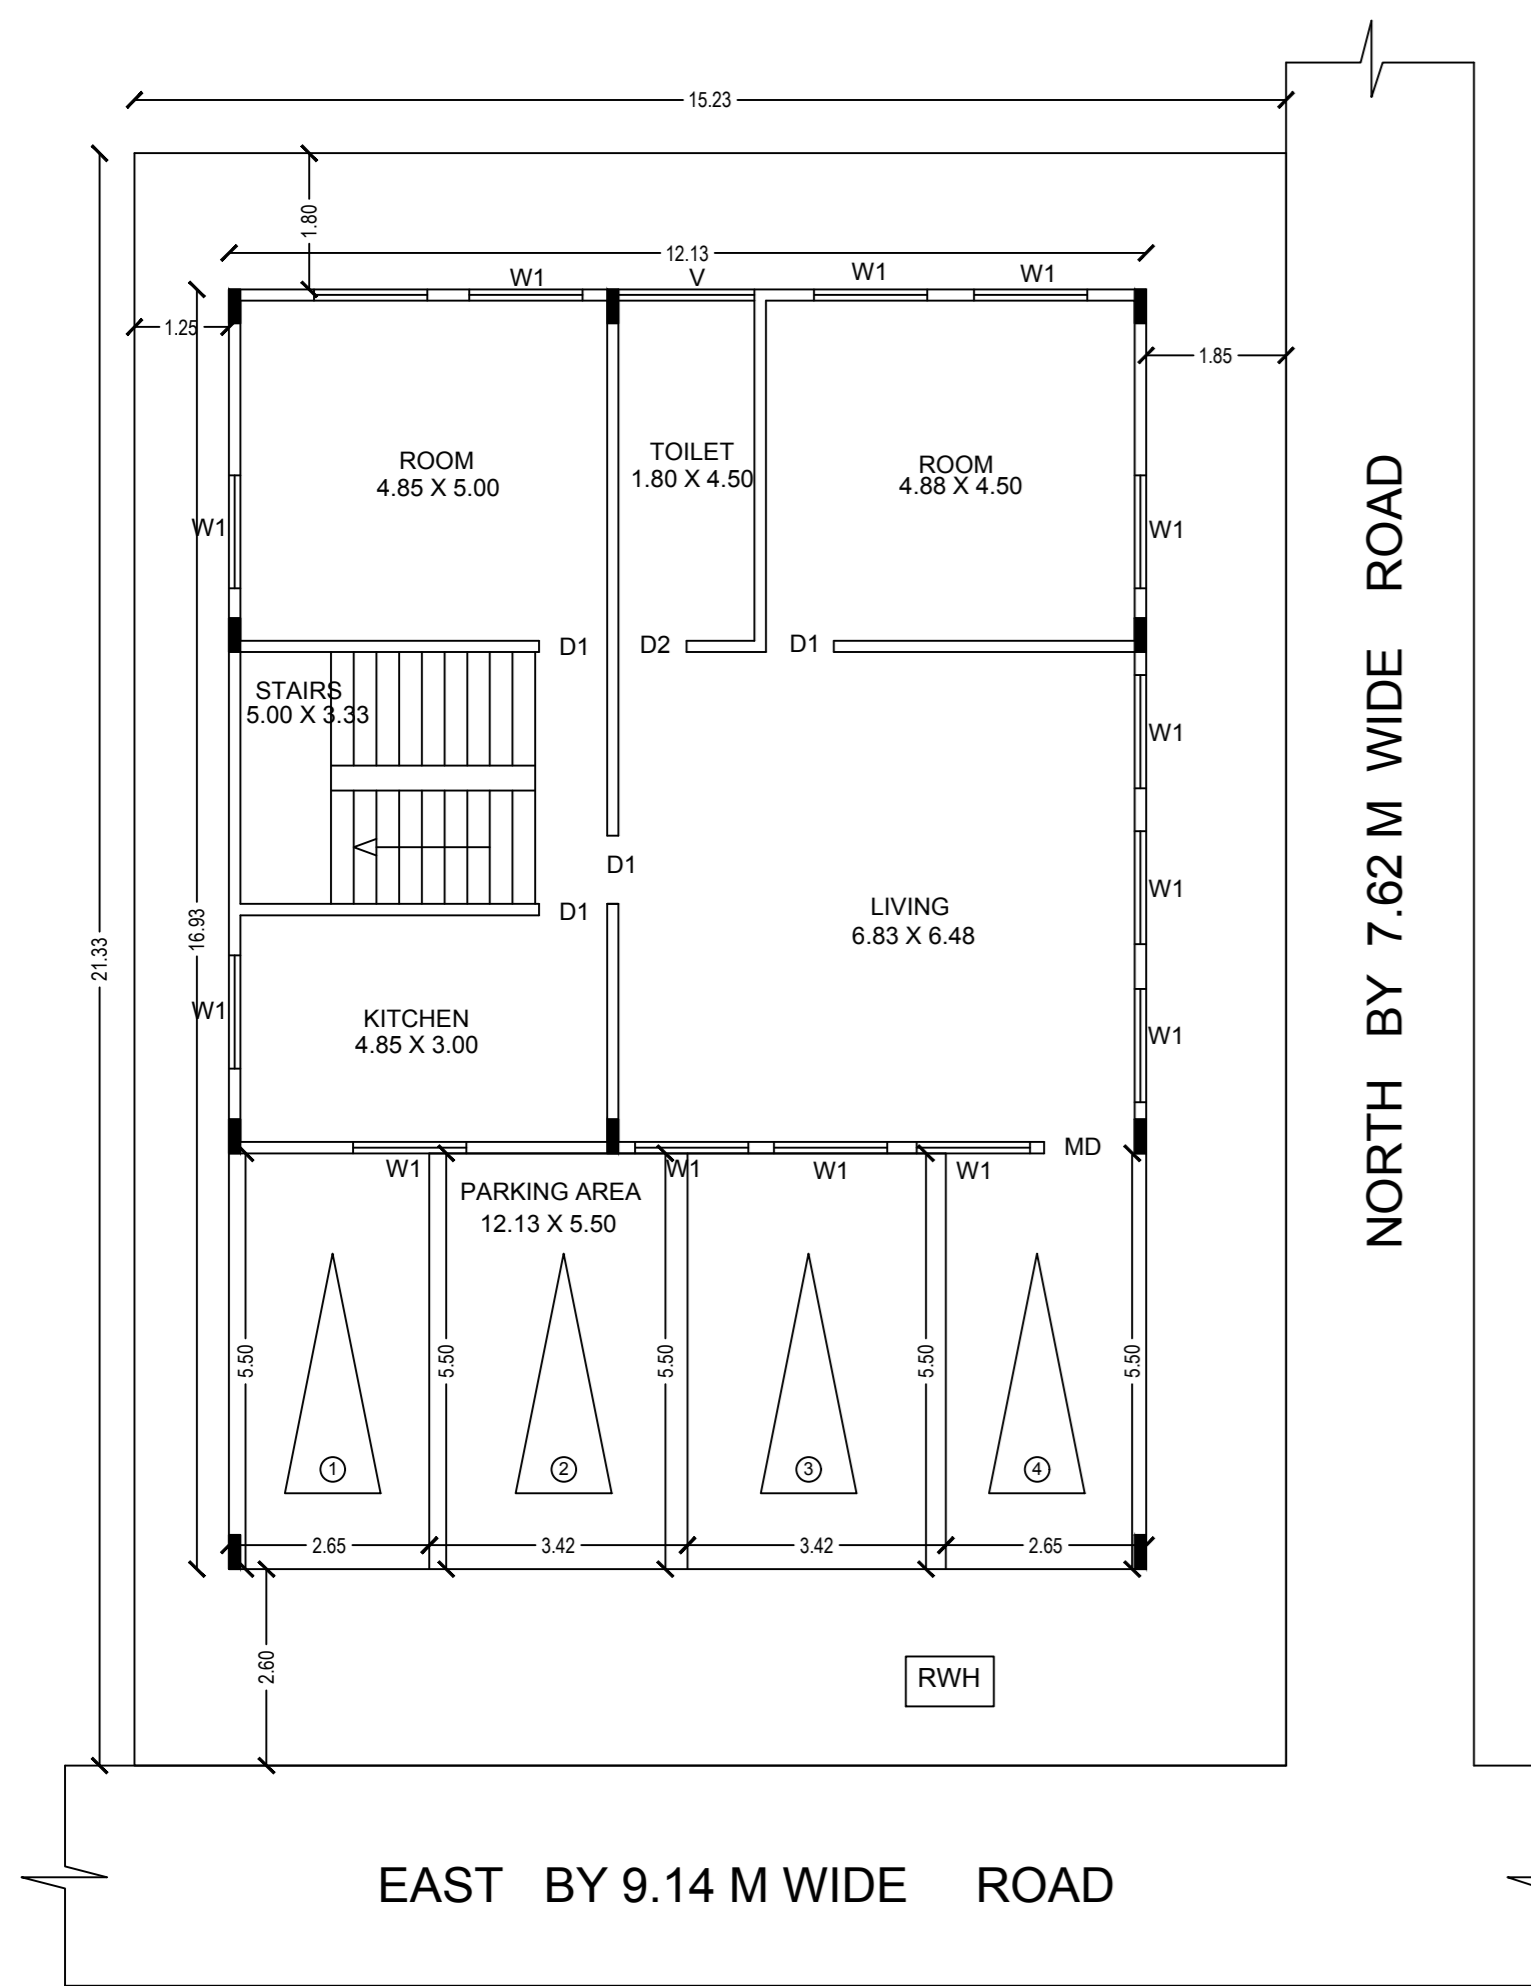 15.23
1.80
12.13
W1
V
W1
W1
1.25
1.85
ROOM
4.85 X 5.00
TOILET
1.80 X 4.50
ROOM
4.88 X 4.50
W1
W1
D1
D2
D1
STAIRS
5.00 X 3.33
W1
D1
W1
D1
LIVING
6.83 X 6.48
16.93
21.33
W1
KITCHEN
4.85 X 3.00
W1
MD
W1
W1
W1
W1
PARKING AREA
12.13 X 5.50
5.50
5.50
5.50
5.50
5.50
1
2
3
4
2.65
3.42
3.42
2.65
2.60
RWH
NORTH BY 7.62 M WIDE ROAD
EAST BY 9.14 M WIDE ROAD